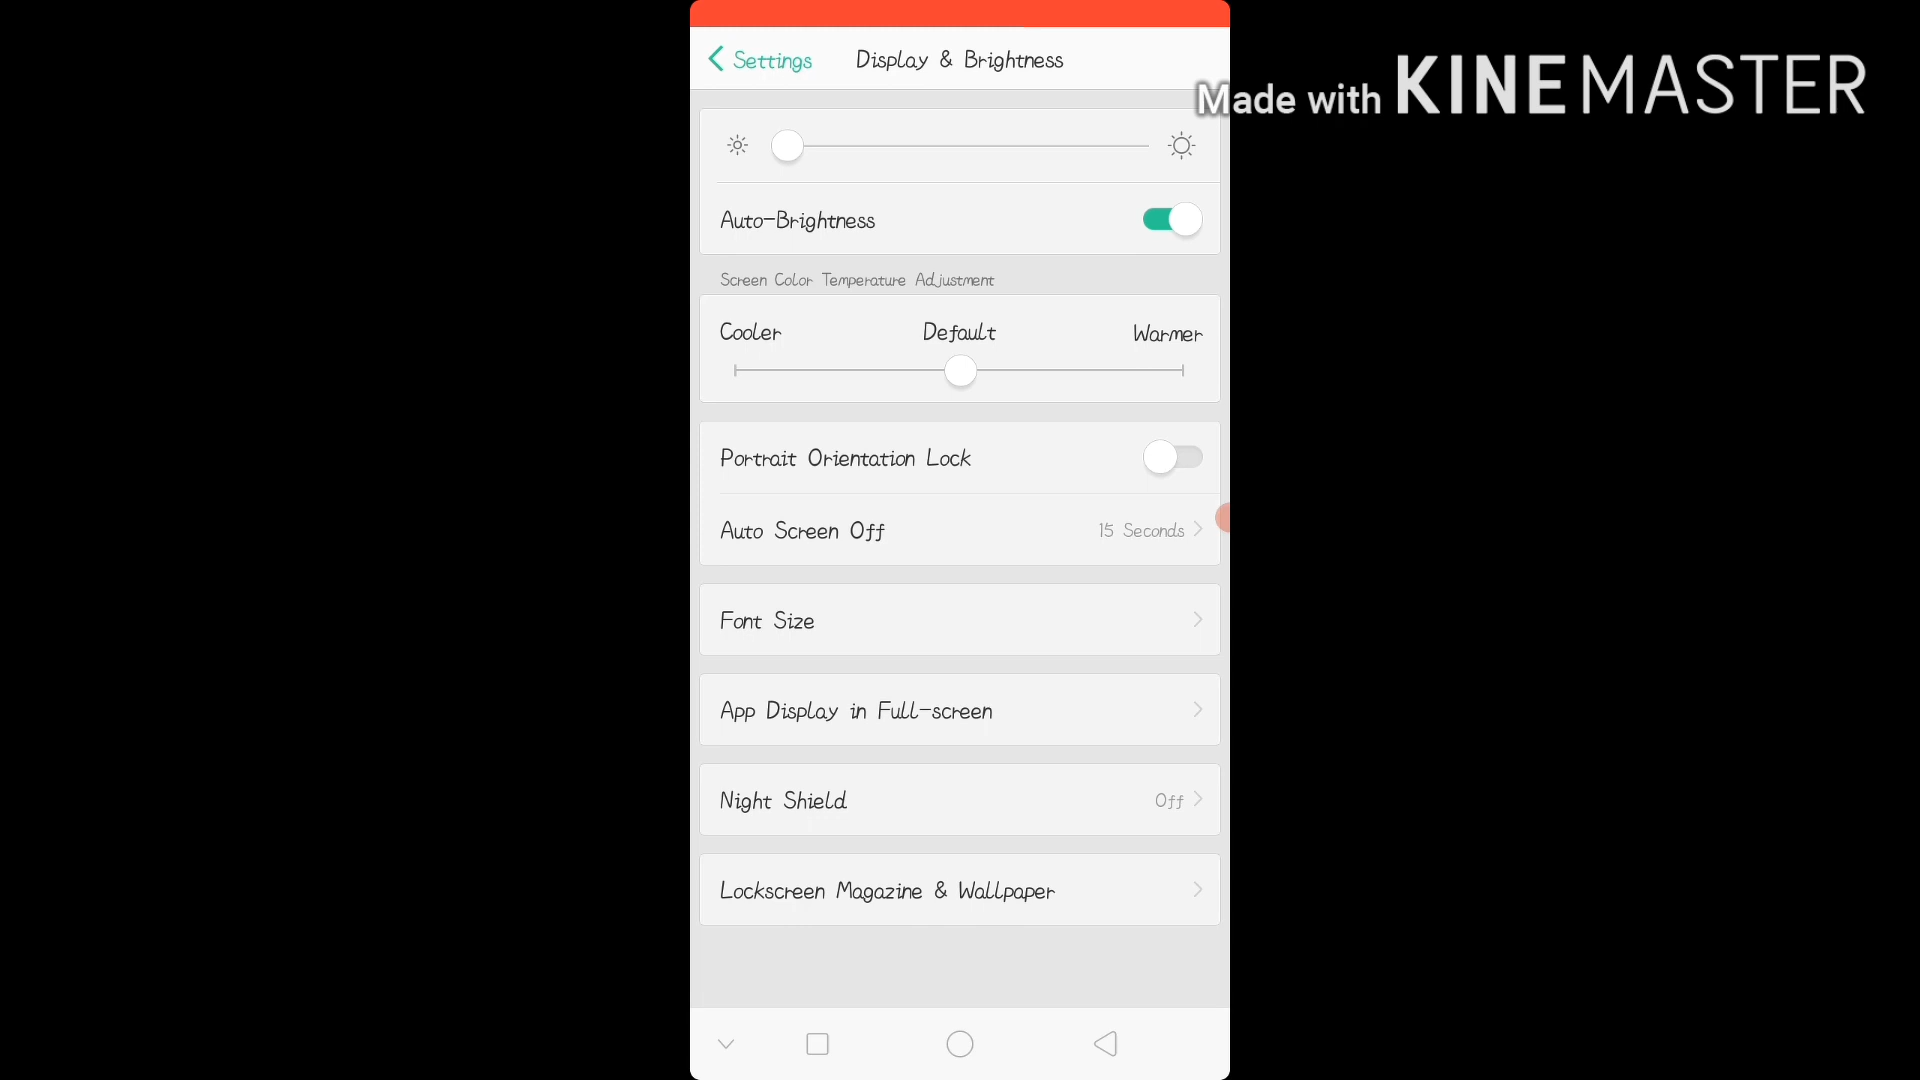 Settings
Display & Brightness
Made with KINEMASTER
Auto-Brightness
Screen Color Temperature Adjustment
Cooler Default Warmer
Portrait Orientation Lock
Auto Screen Off 15 Seconds
Font Size
App Display in Full-screen
Night Shield Off
Lockscreen Magazine & Wallpaper